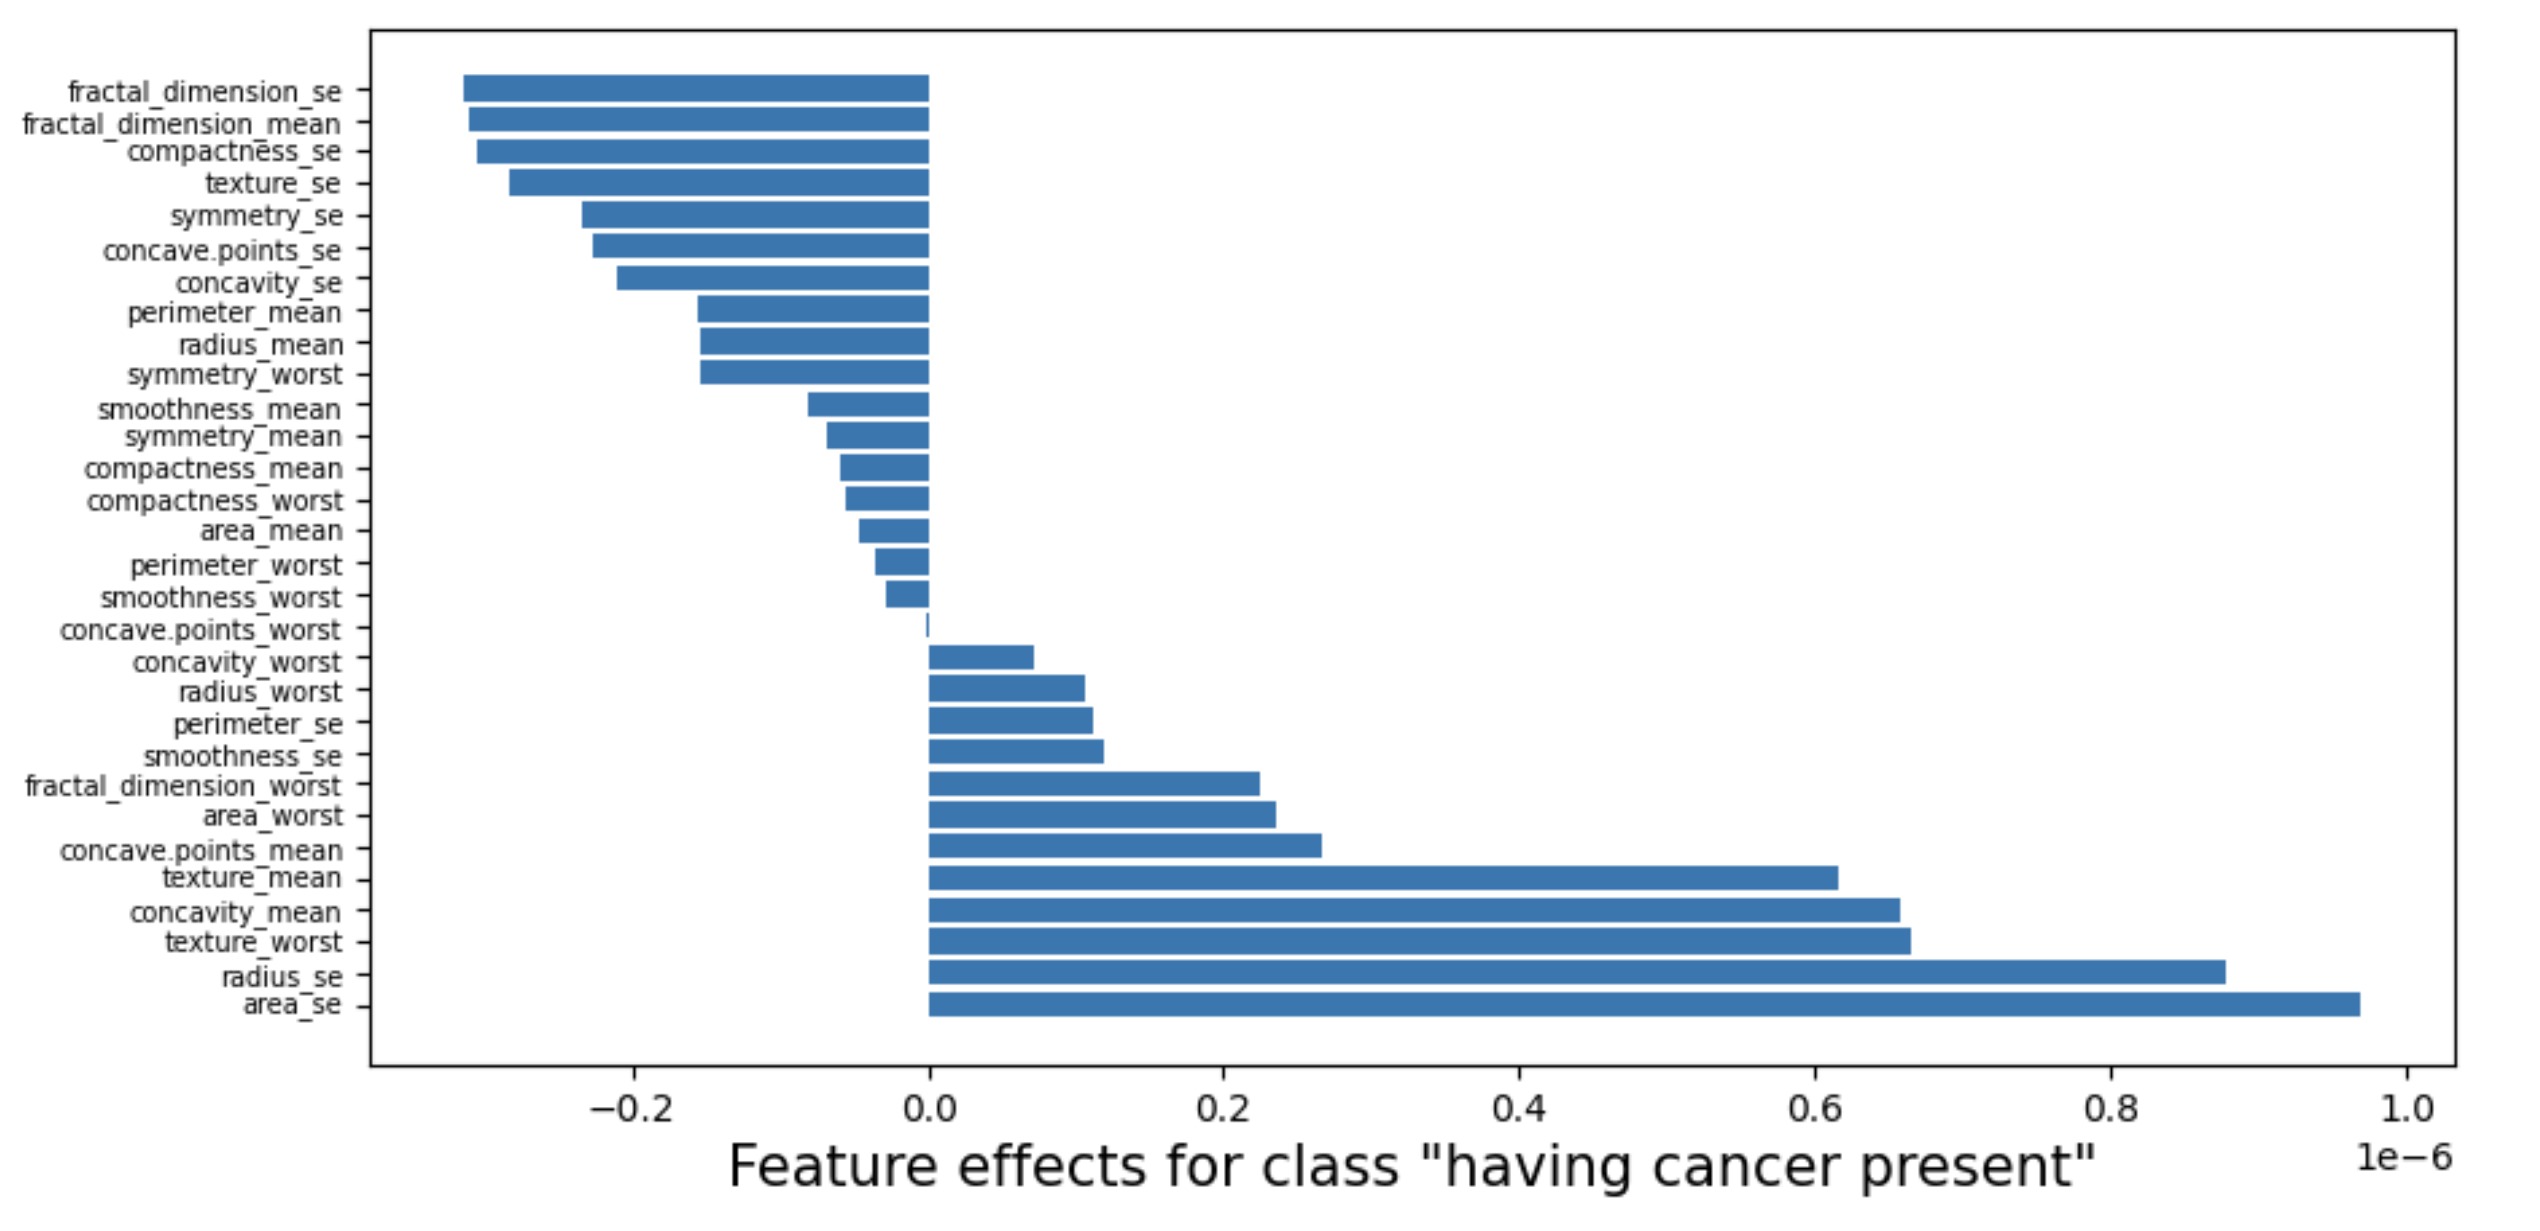 fractal_dimension_se
fractal_dimension_mean
compactness_se
texture_se
symmetry_se
concave.points_se
concavity_se
perimeter_mean
radius_mean
symmetry_worst
smoothness_mean
symmetry_mean
compactness_mean
compactness_worst
area_mean
perimeter_worst
smoothness_worst
concave.points_worst
concavity_worst
radius_worst
perimeter_se
smoothness_se
fractal_dimension_worst
area_worst
concave.points_mean
texture_mean
concavity_mean
texture_worst
radius_se
area_se
−0.2 0.0 0.2 0.4 0.6 0.8 1.0
1e−6
Feature effects for class "having cancer present"